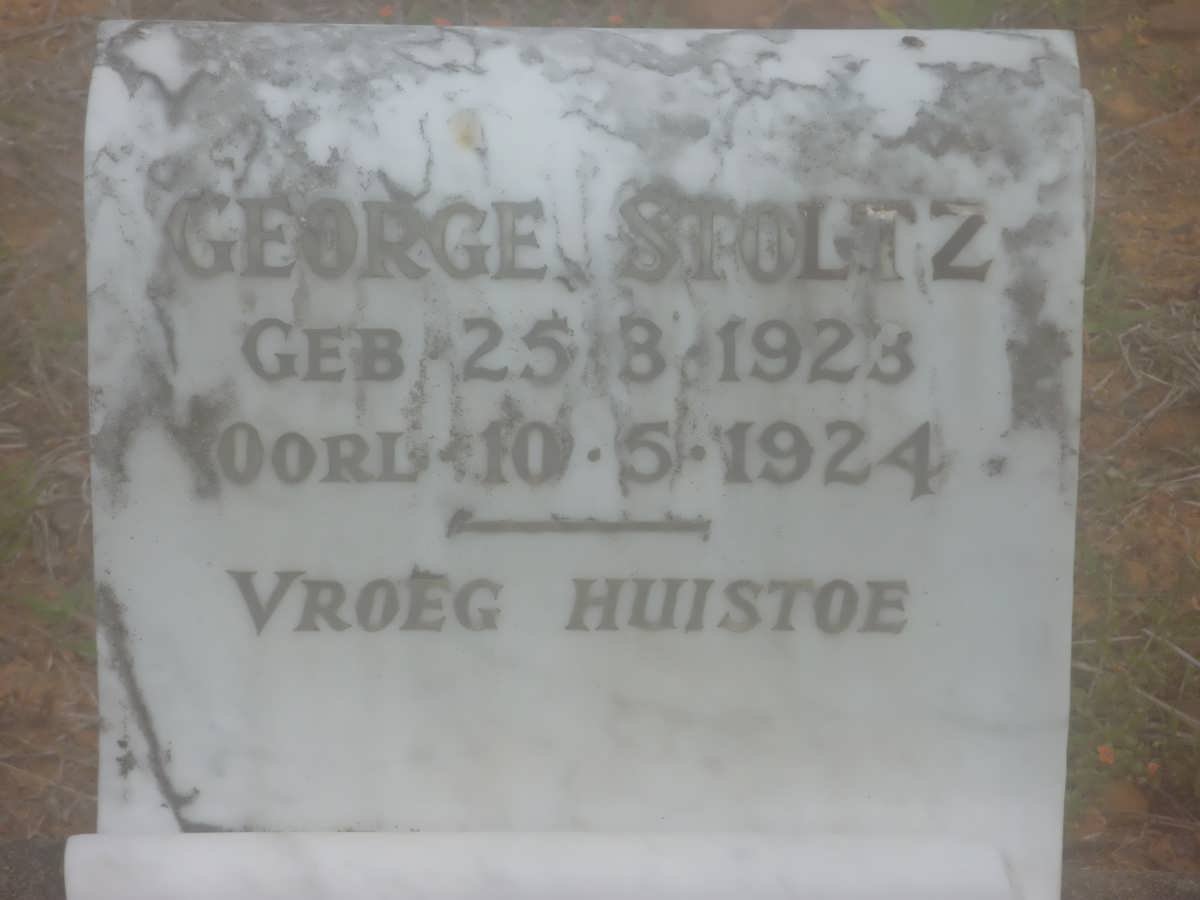 GEORGE STOLTZ
GEB · 25 · 8 · 1923
OORL · 10 · 5 · 1924
VROEG HUISTOE